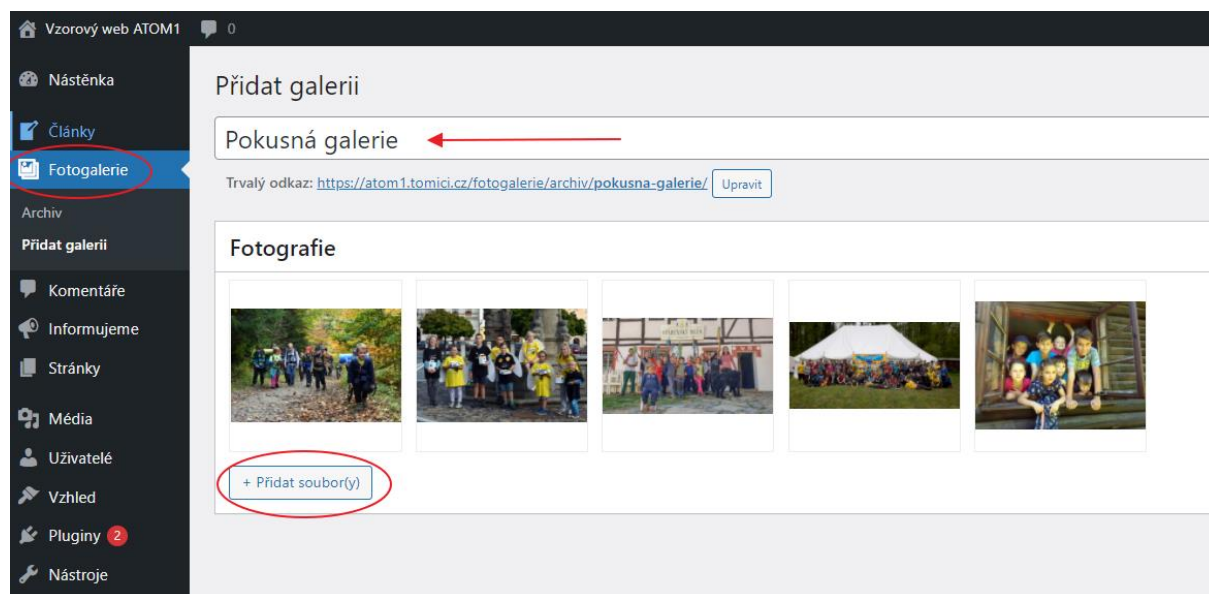 Vzorový web ATOM1
0
Nástěnka
Články
Fotogalerie
Archiv
Přidat galerii
Komentáře
Informujeme
Stránky
Média
Uživatelé
Vzhled
Pluginy 2
Nástroje
Přidat galerii
Pokusná galerie
Trvalý odkaz: https://atom1.tomici.cz/fotogalerie/archiv/pokusna-galerie/ Upravit
Fotografie
+ Přidat soubor(y)